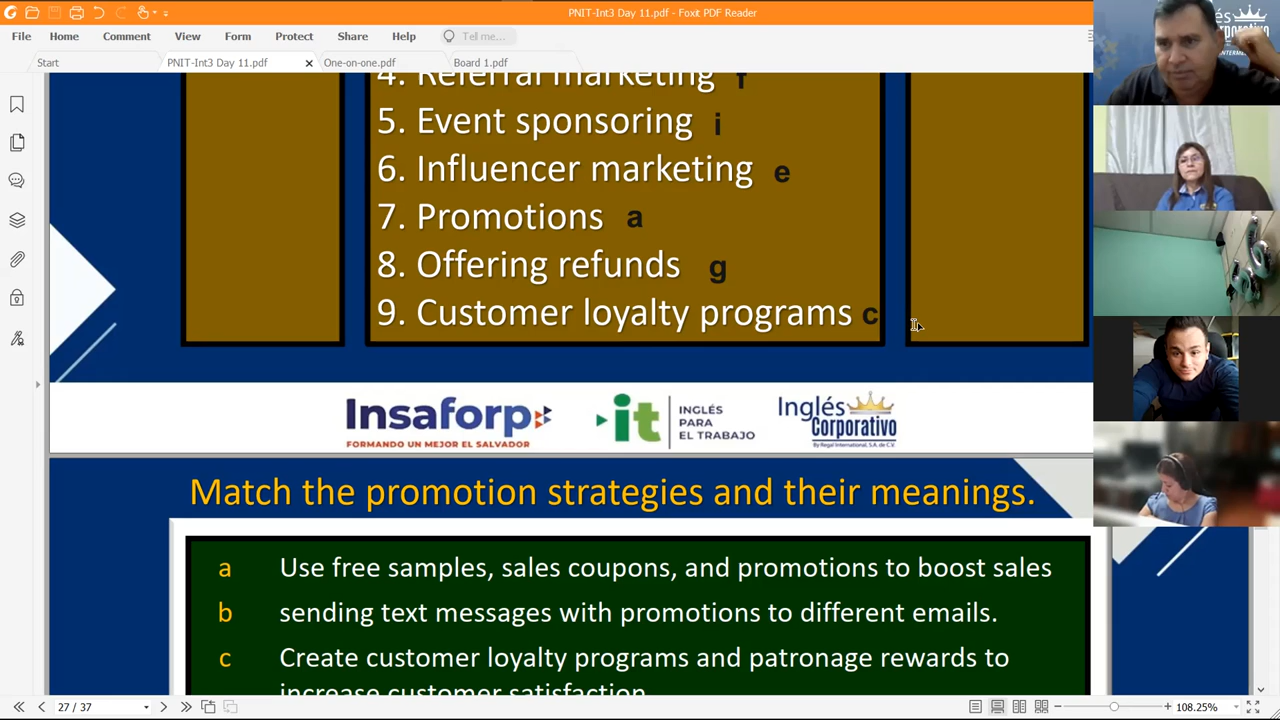 PNIT-Int3 Day 11.pdf - Foxit PDF Reader
File Home Comment View Form Protect Share Help Tell me...
Start PNIT-Int3 Day 11.pdf One-on-one.pdf Board 1.pdf
4. Referral marketing f
5. Event sponsoring i
6. Influencer marketing e
7. Promotions a
8. Offering refunds g
9. Customer loyalty programs c
Insaforp
FORMANDO UN MEJOR EL SALVADOR
it INGLÉS PARA EL TRABAJO
Inglés Corporativo
By Regal International, S.A. de C.V.
Match the promotion strategies and their meanings.
a Use free samples, sales coupons, and promotions to boost sales
b sending text messages with promotions to different emails.
c Create customer loyalty programs and patronage rewards to
increase customer satisfaction.
27 / 37
108.25%